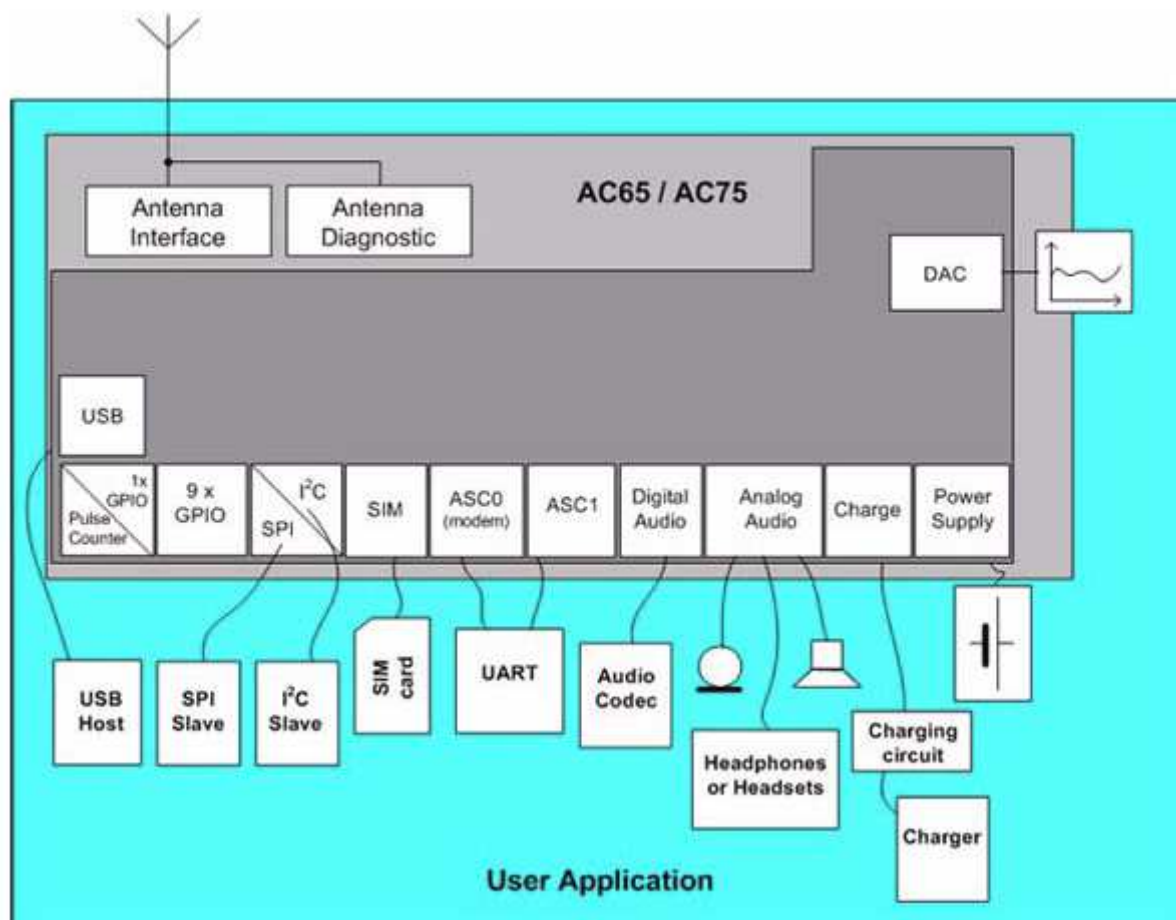 AC65 / AC75
Antenna
Interface
Antenna
Diagnostic
DAC
USB
1x
GPIO
Pulse
Counter
9 x
GPIO
I²C
SPI
SIM
ASC0
(modem)
ASC1
Digital
Audio
Analog
Audio
Charge
Power
Supply
USB
Host
SPI
Slave
I²C
Slave
SIM
card
UART
Audio
Codec
Headphones
or Headsets
Charging
circuit
Charger
User Application